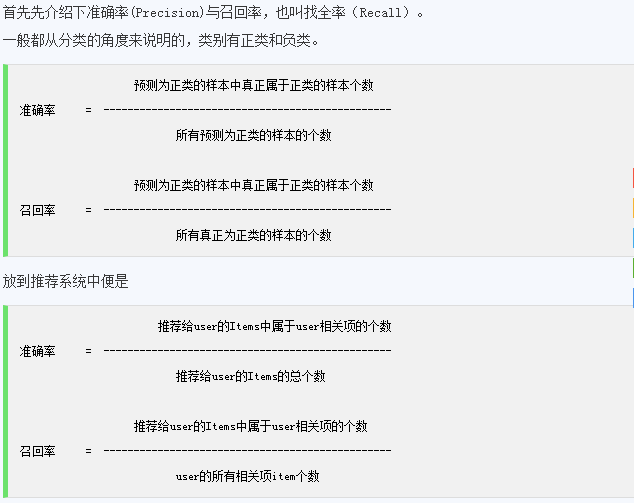 首先先介绍下准确率(Precision)与召回率，也叫找全率（Recall）。
一般都从分类的角度来说明的，类别有正类和负类。
预测为正类的样本中真正属于正类的样本个数
准确率 = ------------------------------------------------
所有预测为正类的样本的个数
预测为正类的样本中真正属于正类的样本个数
召回率 = ------------------------------------------------
所有真正为正类的样本的个数
放到推荐系统中便是
推荐给user的Items中属于user相关项的个数
准确率 = ------------------------------------------------
推荐给user的Items的总个数
推荐给user的Items中属于user相关项的个数
召回率 = ------------------------------------------------
user的所有相关项item个数